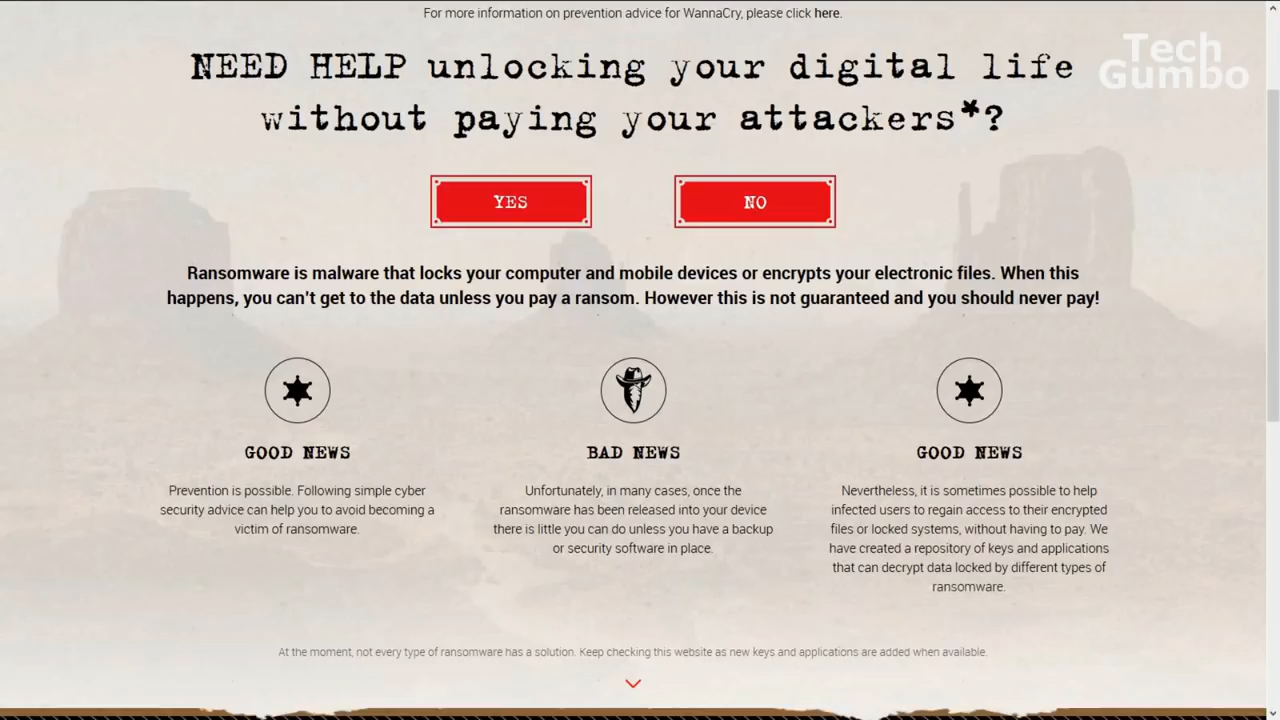 For more information on prevention advice for WannaCry, please click here.
Tech
Gumbo
NEED HELP unlocking your digital life
without paying your attackers*?
YES
NO
Ransomware is malware that locks your computer and mobile devices or encrypts your electronic files. When this
happens, you can't get to the data unless you pay a ransom. However this is not guaranteed and you should never pay!
GOOD NEWS
Prevention is possible. Following simple cyber
security advice can help you to avoid becoming a
victim of ransomware.
BAD NEWS
Unfortunately, in many cases, once the
ransomware has been released into your device
there is little you can do unless you have a backup
or security software in place.
GOOD NEWS
Nevertheless, it is sometimes possible to help
infected users to regain access to their encrypted
files or locked systems, without having to pay. We
have created a repository of keys and applications
that can decrypt data locked by different types of
ransomware.
At the moment, not every type of ransomware has a solution. Keep checking this website as new keys and applications are added when available.